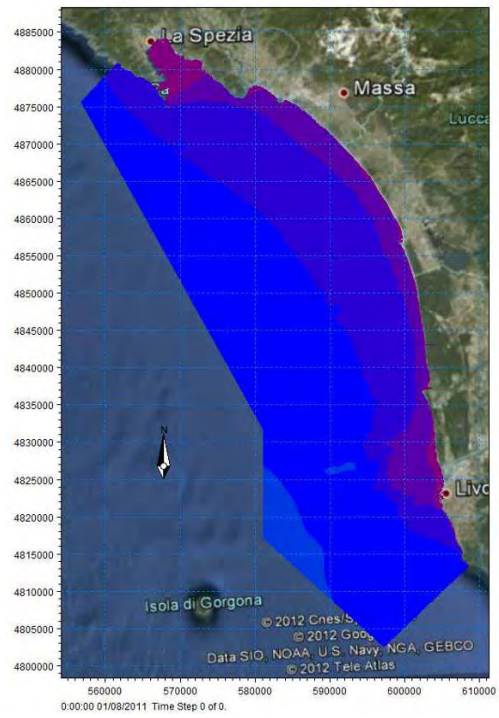 4885000
La Spezia
4880000
Massa
4875000
Lucca
4870000
4865000
4860000
4855000
4850000
4845000
4840000
4835000
N
4830000
4825000
Livo
4820000
4815000
Isola di Gorgona
4810000
© 2012 Cnes/S
© 2012 Goog
4805000
Data SIO, NOAA, U.S. Navy, NGA, GEBCO
© 2012 Tele Atlas
4800000
560000 570000 580000 590000 600000 610000
0:00:00 01/08/2011 Time Step 0 of 0.